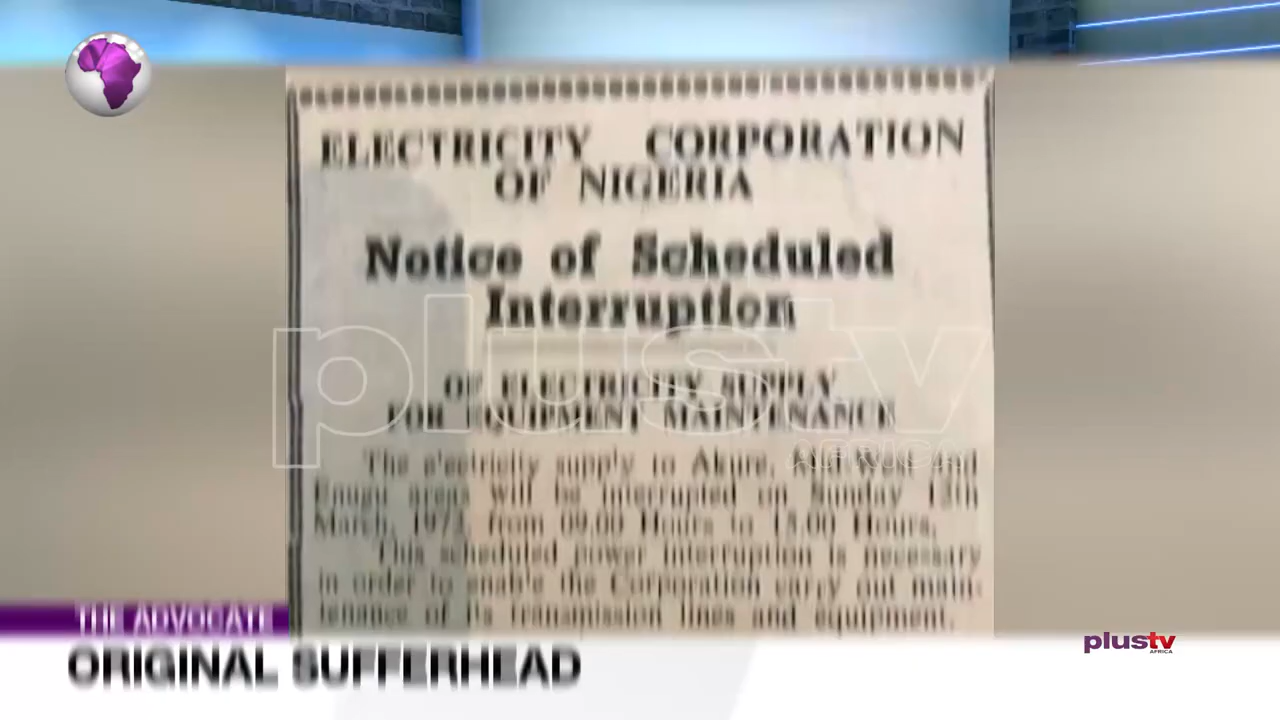 ELECTRICITY CORPORATION
OF NIGERIA
Notice of Scheduled
Interruption
OF ELECTRICITY SUPPLY
FOR EQUIPMENT MAINTENANCE
The electricity supply to Akure, and
Enugu areas will be interrupted on Sunday
March, from 09.00 Hours to Hours.
This scheduled power interruption is necessary
in order to enable the Corporation carry out main-
tenance of its transmission lines and equipment.
plustv
AFRICA
THE ADVOCATE
ORIGINAL SUFFERHEAD
plustv
AFRICA